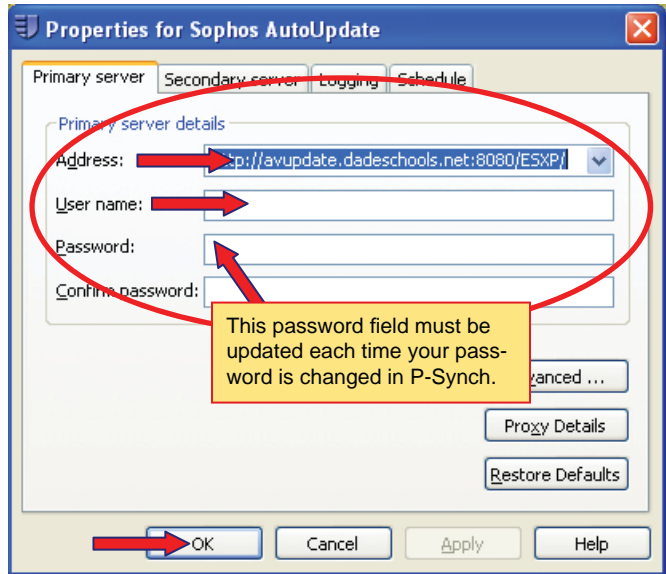 Properties for Sophos AutoUpdate
Primary server
Secondary server
Logging
Schedule
Primary server details
Address:
http://avupdate.dadeschools.net:8080/ESXP/
User name:
Password:
Confirm password:
This password field must be
updated each time your pass-
word is changed in P-Synch.
vanced ...
Proxy Details
Restore Defaults
OK
Cancel
Apply
Help